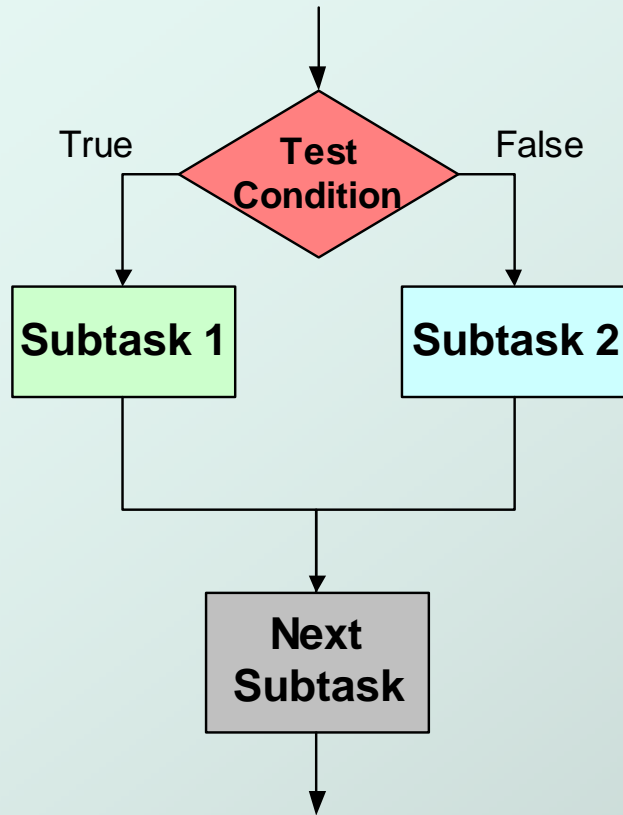 True
False
Test
Condition
Subtask 1
Subtask 2
Next
Subtask